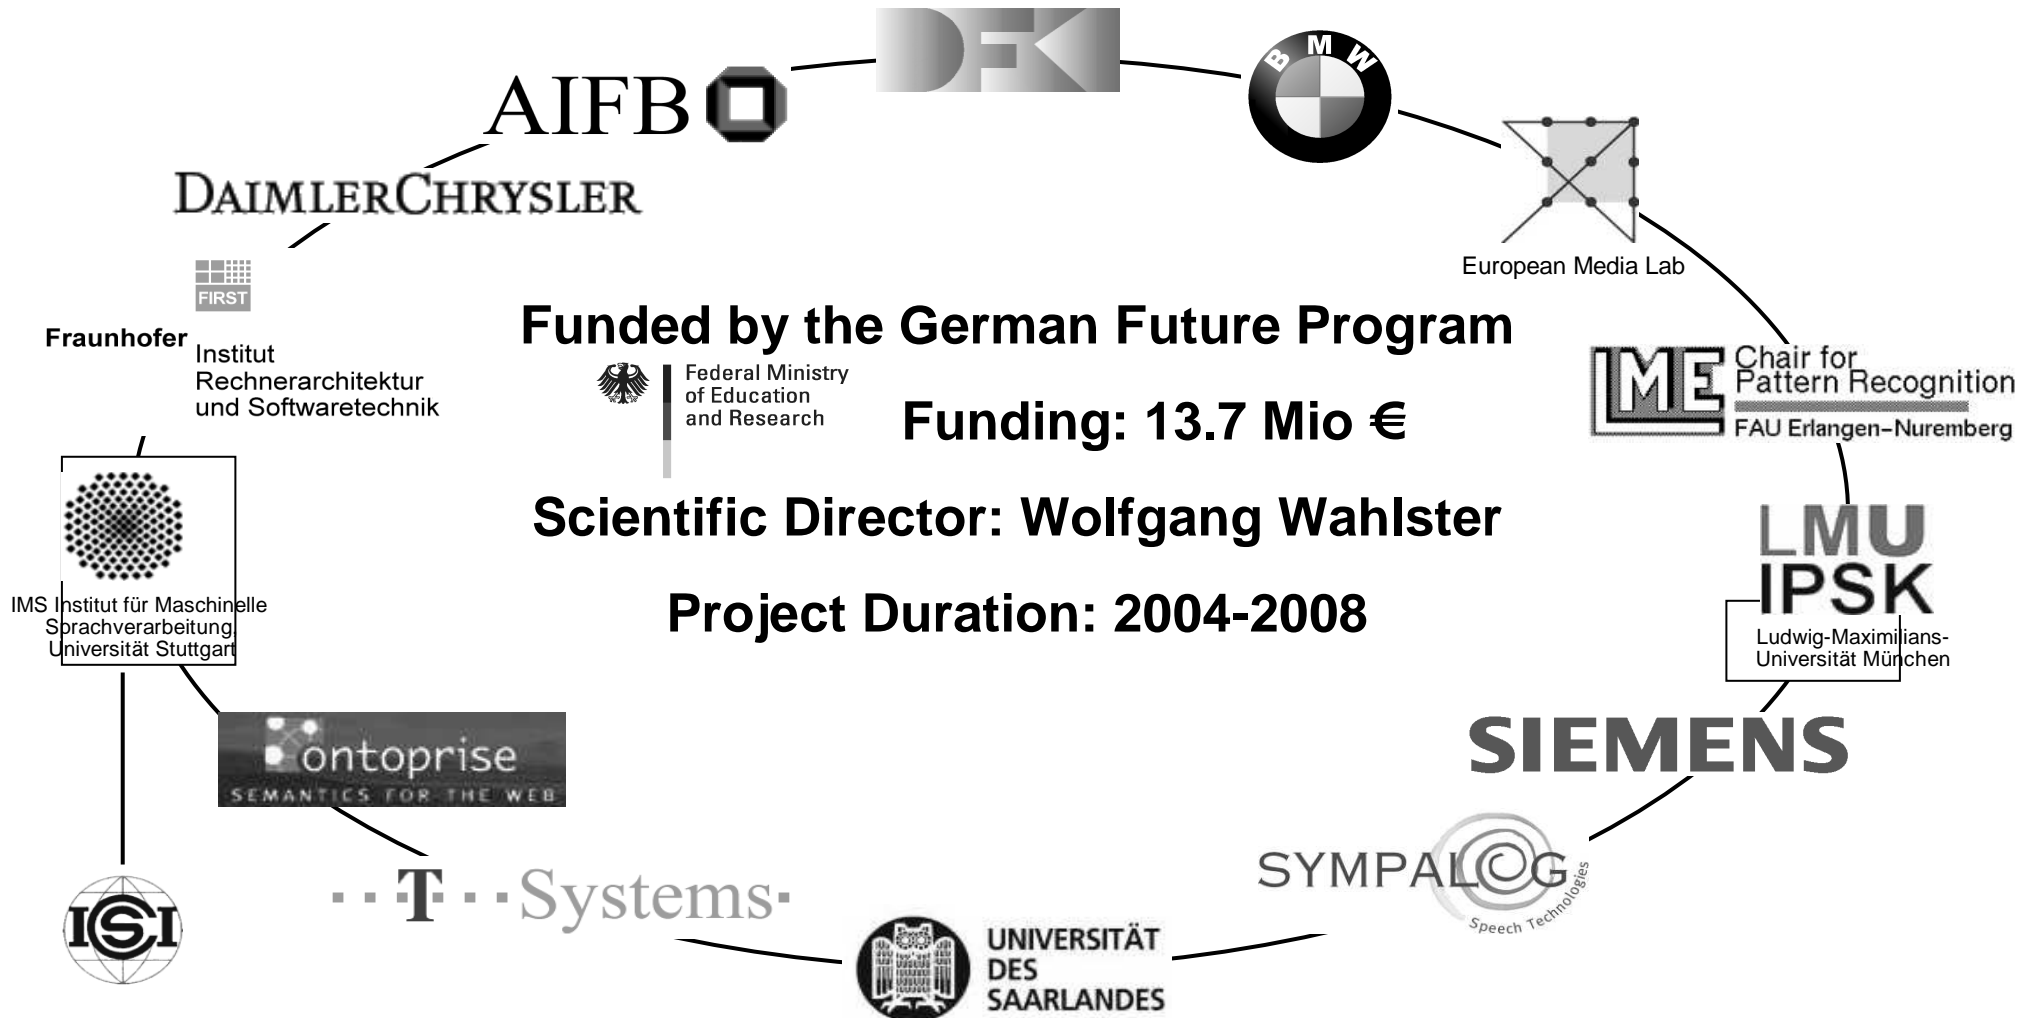 DFK
BMW
AIFB
DAIMLERCHRYSLER
European Media Lab
FIRST
Fraunhofer
Institut
Rechnerarchitektur
und Softwaretechnik
Funded by the German Future Program
Federal Ministry
of Education
and Research
Funding: 13.7 Mio €
LME
Chair for
Pattern Recognition
FAU Erlangen-Nuremberg
Scientific Director: Wolfgang Wahlster
LMU
IPSK
Ludwig-Maximilians-
Universität München
IMS Institut für Maschinelle
Sprachverarbeitung,
Universität Stuttgart
Project Duration: 2004-2008
ontoprise
SEMANTICS FOR THE WEB
SIEMENS
SYMPALOG
Speech Technologies
ICSI
T Systems
UNIVERSITÄT
DES
SAARLANDES